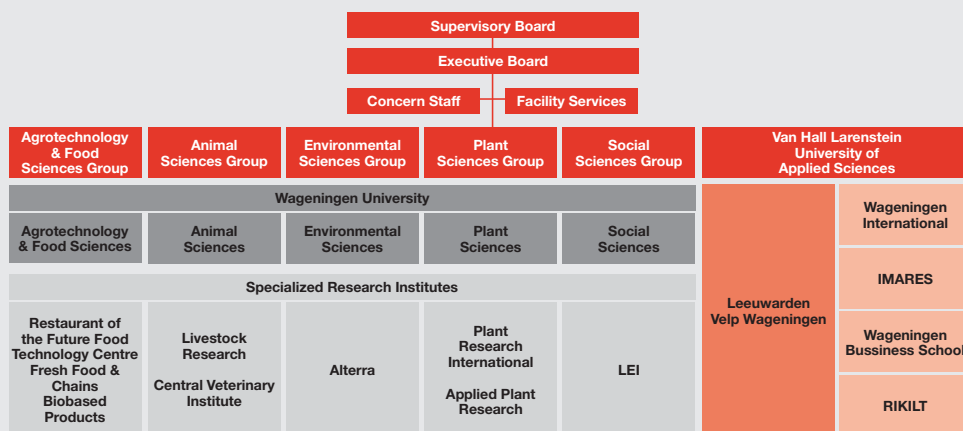 Supervisory Board
Executive Board
Concern Staff
Facility Services
Agrotechnology
& Food
Sciences Group
Animal
Sciences Group
Environmental
Sciences Group
Plant
Sciences Group
Social
Sciences Group
Van Hall Larenstein
University of
Applied Sciences
Wageningen University
Agrotechnology
& Food Sciences
Animal
Sciences
Environmental
Sciences
Plant
Sciences
Social
Sciences
Specialized Research Institutes
Restaurant of
the Future Food
Technology Centre
Fresh Food &
Chains
Biobased
Products
Livestock
Research
Central Veterinary
Institute
Alterra
Plant
Research
International
Applied Plant
Research
LEI
Leeuwarden
Velp Wageningen
Wageningen
International
IMARES
Wageningen
Bussiness School
RIKILT